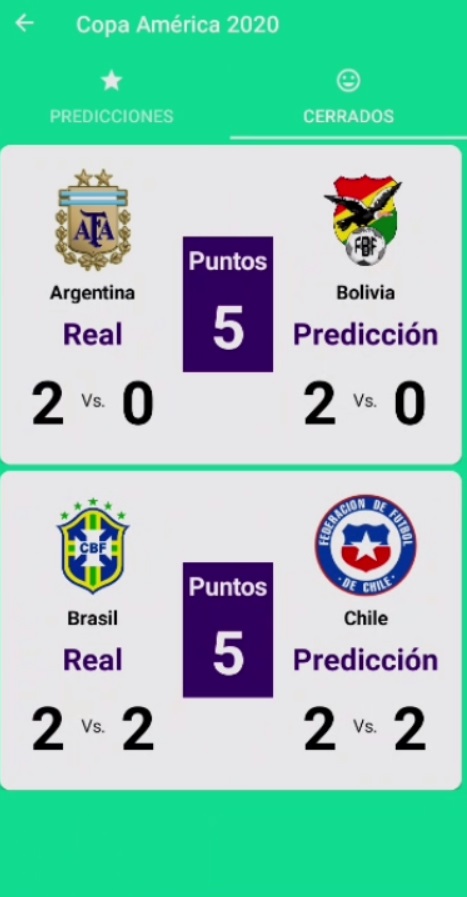 Copa América 2020
PREDICCIONES
CERRADOS
AFA
FBF
Argentina
Puntos
5
Bolivia
Real
Predicción
2 Vs. 0
2 Vs. 0
CBF
FEDERACION DE FUTBOL
DE CHILE
Brasil
Puntos
5
Chile
Real
Predicción
2 Vs. 2
2 Vs. 2